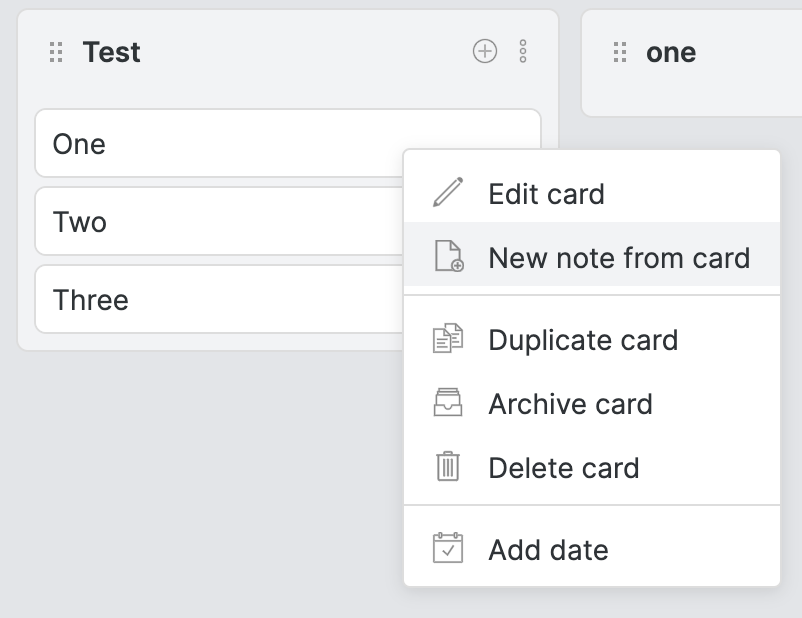 Test
one
One
Two
Three
Edit card
New note from card
Duplicate card
Archive card
Delete card
Add date